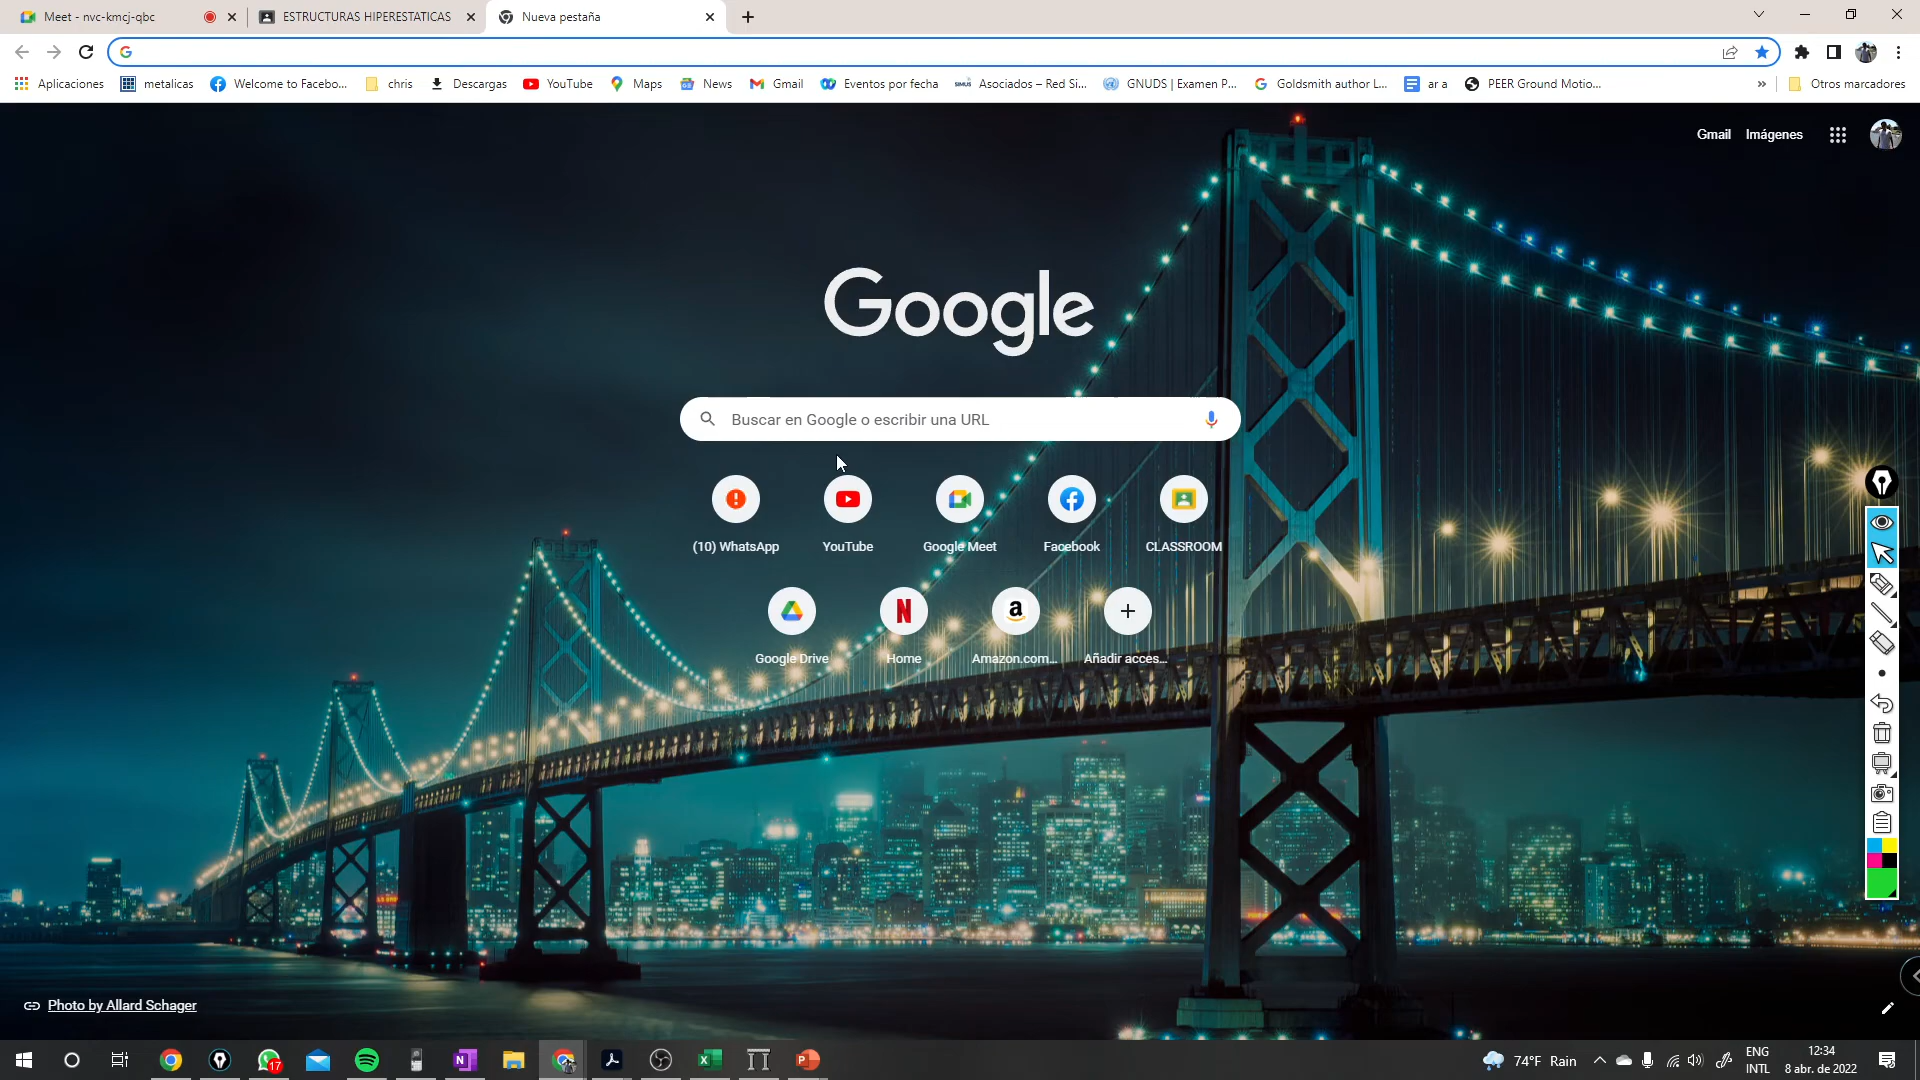 Meet - nvc-kmcj-qbc
ESTRUCTURAS HIPERESTATICAS
Nueva pestaña
Aplicaciones
metalicas
Welcome to Facebo...
chris
Descargas
YouTube
Maps
News
Gmail
Eventos por fecha
Asociados – Red Si...
GNUDS | Examen P...
Goldsmith author L...
ar a
PEER Ground Motio...
»
Otros marcadores
Gmail
Imágenes
Google
Buscar en Google o escribir una URL
(10) WhatsApp
YouTube
Google Meet
Facebook
CLASSROOM
Google Drive
Home
Amazon.com...
Añadir acces...
Photo by Allard Schager
17
74°F Rain
ENG
INTL
12:34
8 abr. de 2022